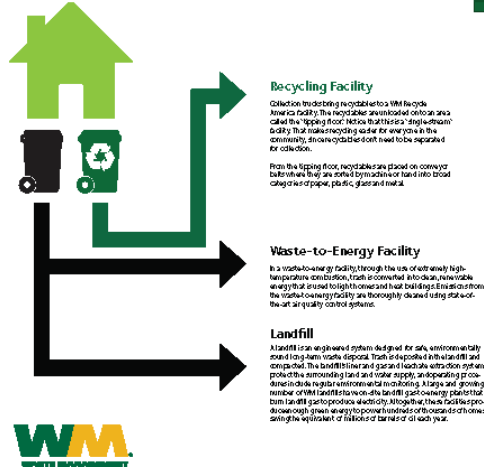 Recycling Facility
Collection trucks bring recyclables to a WM Recycle
America facility. The recyclables are unloaded onto an area
called the "tipping floor." Notice that this is a "single-stream"
facility. That makes recycling easier for everyone in the
community, since recyclables don't need to be separated
for collection.
From the tipping floor, recyclables are placed on conveyor
belts where they are sorted by machine or hand into broad
categories of paper, plastic, glass and metal.
Waste-to-Energy Facility
In a waste-to-energy facility, through the use of extremely high-
temperature combustion, trash is converted into clean, renewable
energy that is used to light homes and heat buildings. Emissions from
the waste-to-energy facility are thoroughly cleaned using state-of-
the-art air quality control systems.
Landfill
A landfill is an engineered system designed for safe, environmentally
sound long-term waste disposal. Trash is deposited in the landfill and
compacted. The landfill's liner and gas and leachate extraction system
protect the surrounding land and water supply, and operating proce-
dures include regular environmental monitoring. A large and growing
number of WM landfills have on-site landfill gas-to-energy plants that
burn landfill gas to produce electricity. Altogether, these facilities pro-
duce enough green energy to power hundreds of thousands of homes
saving the equivalent of millions of barrels of oil each year.
WM.
WASTE MANAGEMENT